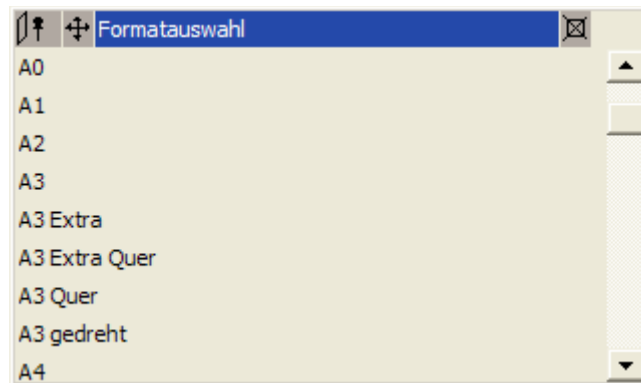 Formatauswahl
A0
A1
A2
A3
A3 Extra
A3 Extra Quer
A3 Quer
A3 gedreht
A4